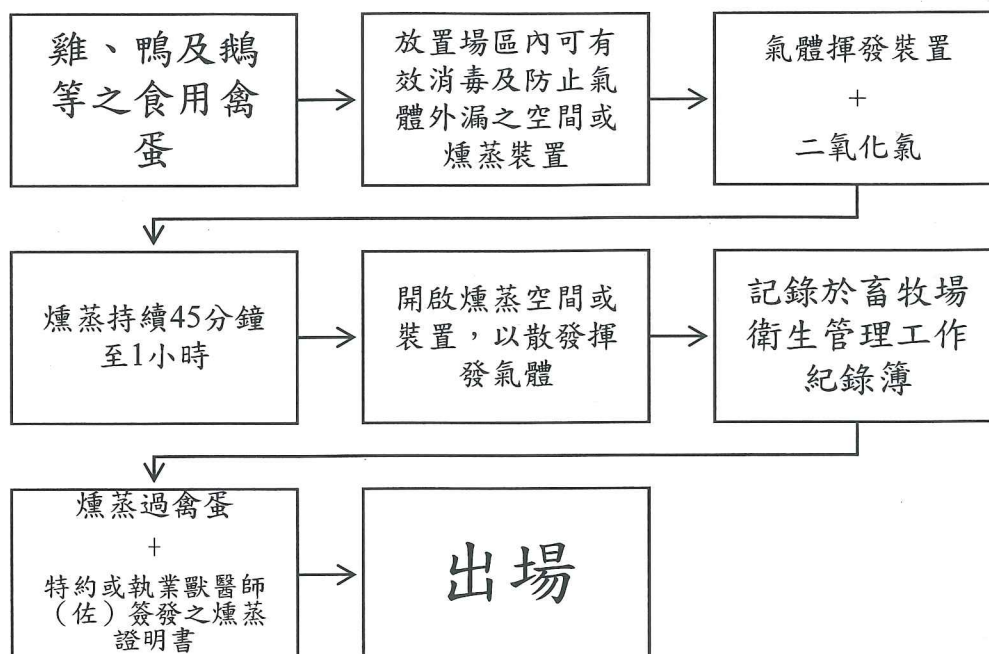 雞、鴨及鵝
等之食用禽
蛋
放置場區內可有
效消毒及防止氣
體外漏之空間或
燻蒸裝置
氣體揮發裝置
+
二氧化氯
燻蒸持續45分鐘
至1小時
開啟燻蒸空間或
裝置，以散發揮
發氣體
記錄於畜牧場
衛生管理工作
紀錄簿
燻蒸過禽蛋
+
特約或執業獸醫師
（佐）簽發之燻蒸
證明書
出場